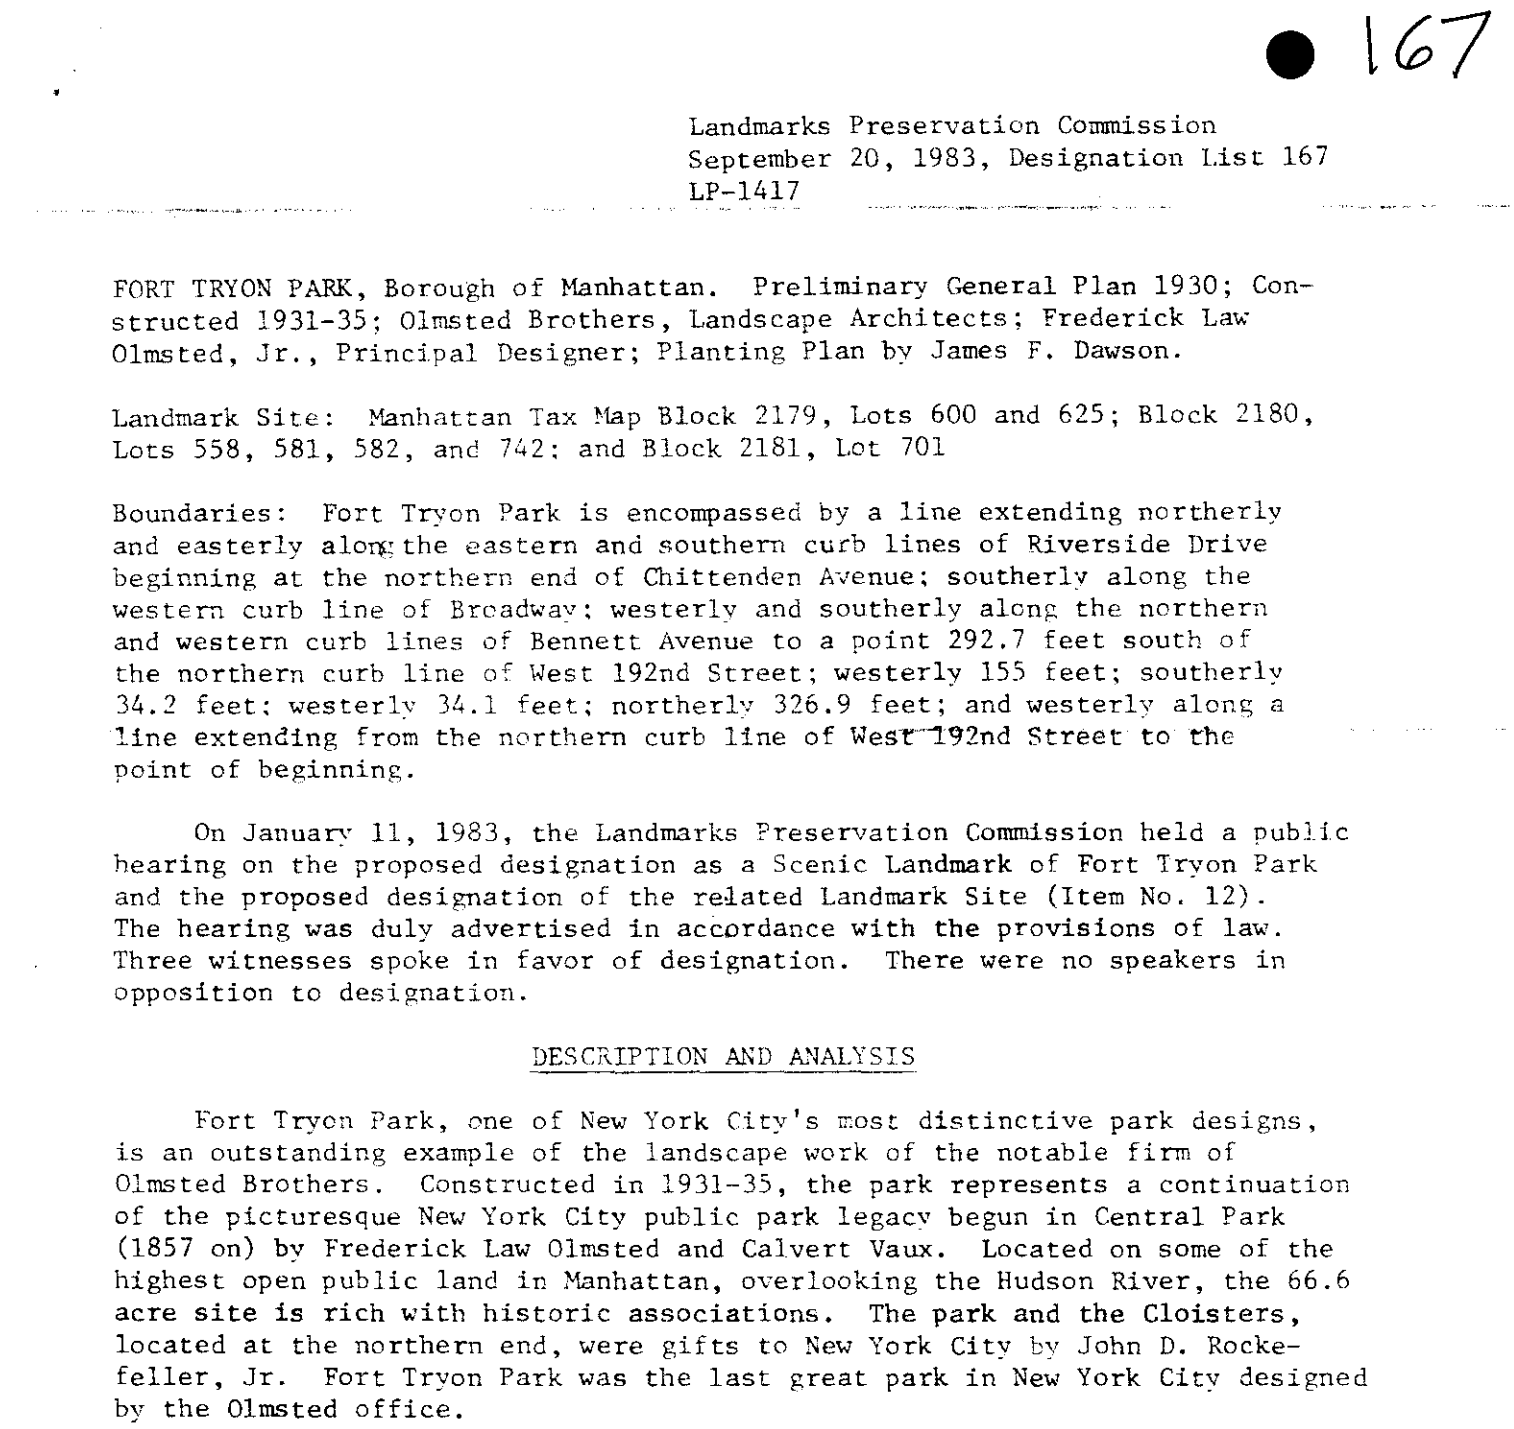 167
Landmarks Preservation Commission
September 20, 1983, Designation List 167
LP-1417
FORT TRYON PARK, Borough of Manhattan. Preliminary General Plan 1930; Con-
structed 1931-35; Olmsted Brothers, Landscape Architects; Frederick Law
Olmsted, Jr., Principal Designer; Planting Plan by James F. Dawson.
Landmark Site: Manhattan Tax Map Block 2179, Lots 600 and 625; Block 2180,
Lots 558, 581, 582, and 742; and Block 2181, Lot 701
Boundaries: Fort Tryon Park is encompassed by a line extending northerly
and easterly along the eastern and southern curb lines of Riverside Drive
beginning at the northern end of Chittenden Avenue; southerly along the
western curb line of Broadway; westerly and southerly along the northern
and western curb lines of Bennett Avenue to a point 292.7 feet south of
the northern curb line of West 192nd Street; westerly 155 feet; southerly
34.2 feet; westerly 34.1 feet; northerly 326.9 feet; and westerly along a
line extending from the northern curb line of West 192nd Street to the
point of beginning.
On January 11, 1983, the Landmarks Preservation Commission held a public
hearing on the proposed designation as a Scenic Landmark of Fort Tryon Park
and the proposed designation of the related Landmark Site (Item No. 12).
The hearing was duly advertised in accordance with the provisions of law.
Three witnesses spoke in favor of designation. There were no speakers in
opposition to designation.
DESCRIPTION AND ANALYSIS
Fort Tryon Park, one of New York City's most distinctive park designs,
is an outstanding example of the landscape work of the notable firm of
Olmsted Brothers. Constructed in 1931-35, the park represents a continuation
of the picturesque New York City public park legacy begun in Central Park
(1857 on) by Frederick Law Olmsted and Calvert Vaux. Located on some of the
highest open public land in Manhattan, overlooking the Hudson River, the 66.6
acre site is rich with historic associations. The park and the Cloisters,
located at the northern end, were gifts to New York City by John D. Rocke-
feller, Jr. Fort Tryon Park was the last great park in New York City designed
by the Olmsted office.